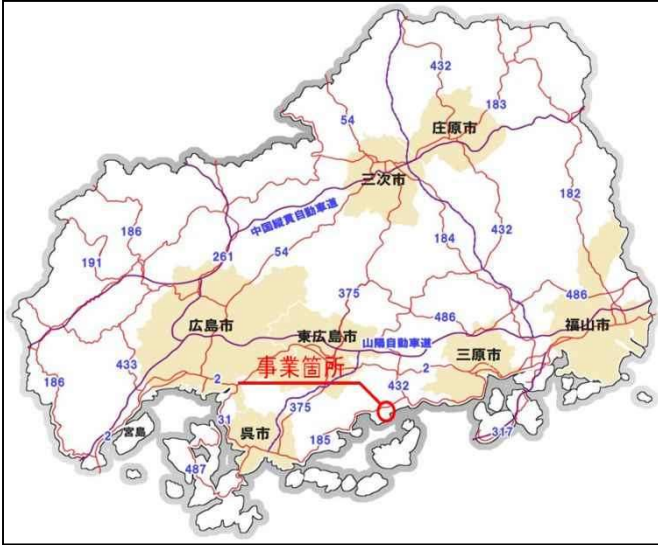 432
183
54
庄原市
三次市
182
中国縦貫自動車道
186
191
261
54
184
432
375
486
486
広島市
東広島市
山陽自動車道
福山市
三原市
事業箇所
433
2
2
432
186
31
375
呉市
185
宮島
2
487
317